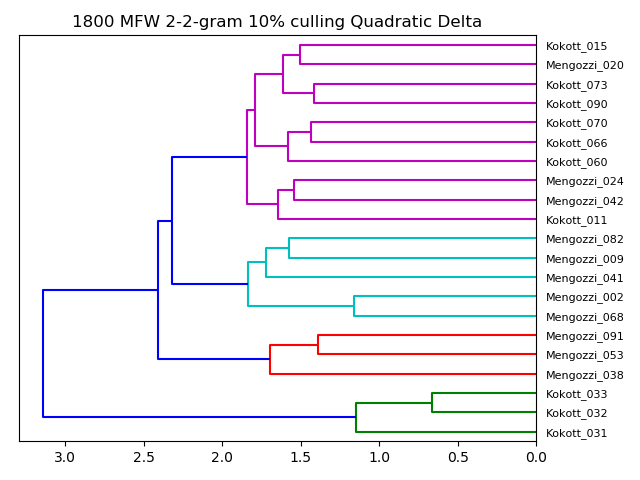 1800 MFW 2-2-gram 10% culling Quadratic Delta
Kokott_015
Mengozzi_020
Kokott_073
Kokott_090
Kokott_070
Kokott_066
Kokott_060
Mengozzi_024
Mengozzi_042
Kokott_011
Mengozzi_082
Mengozzi_009
Mengozzi_041
Mengozzi_002
Mengozzi_068
Mengozzi_091
Mengozzi_053
Mengozzi_038
Kokott_033
Kokott_032
Kokott_031
3.0 2.5 2.0 1.5 1.0 0.5 0.0